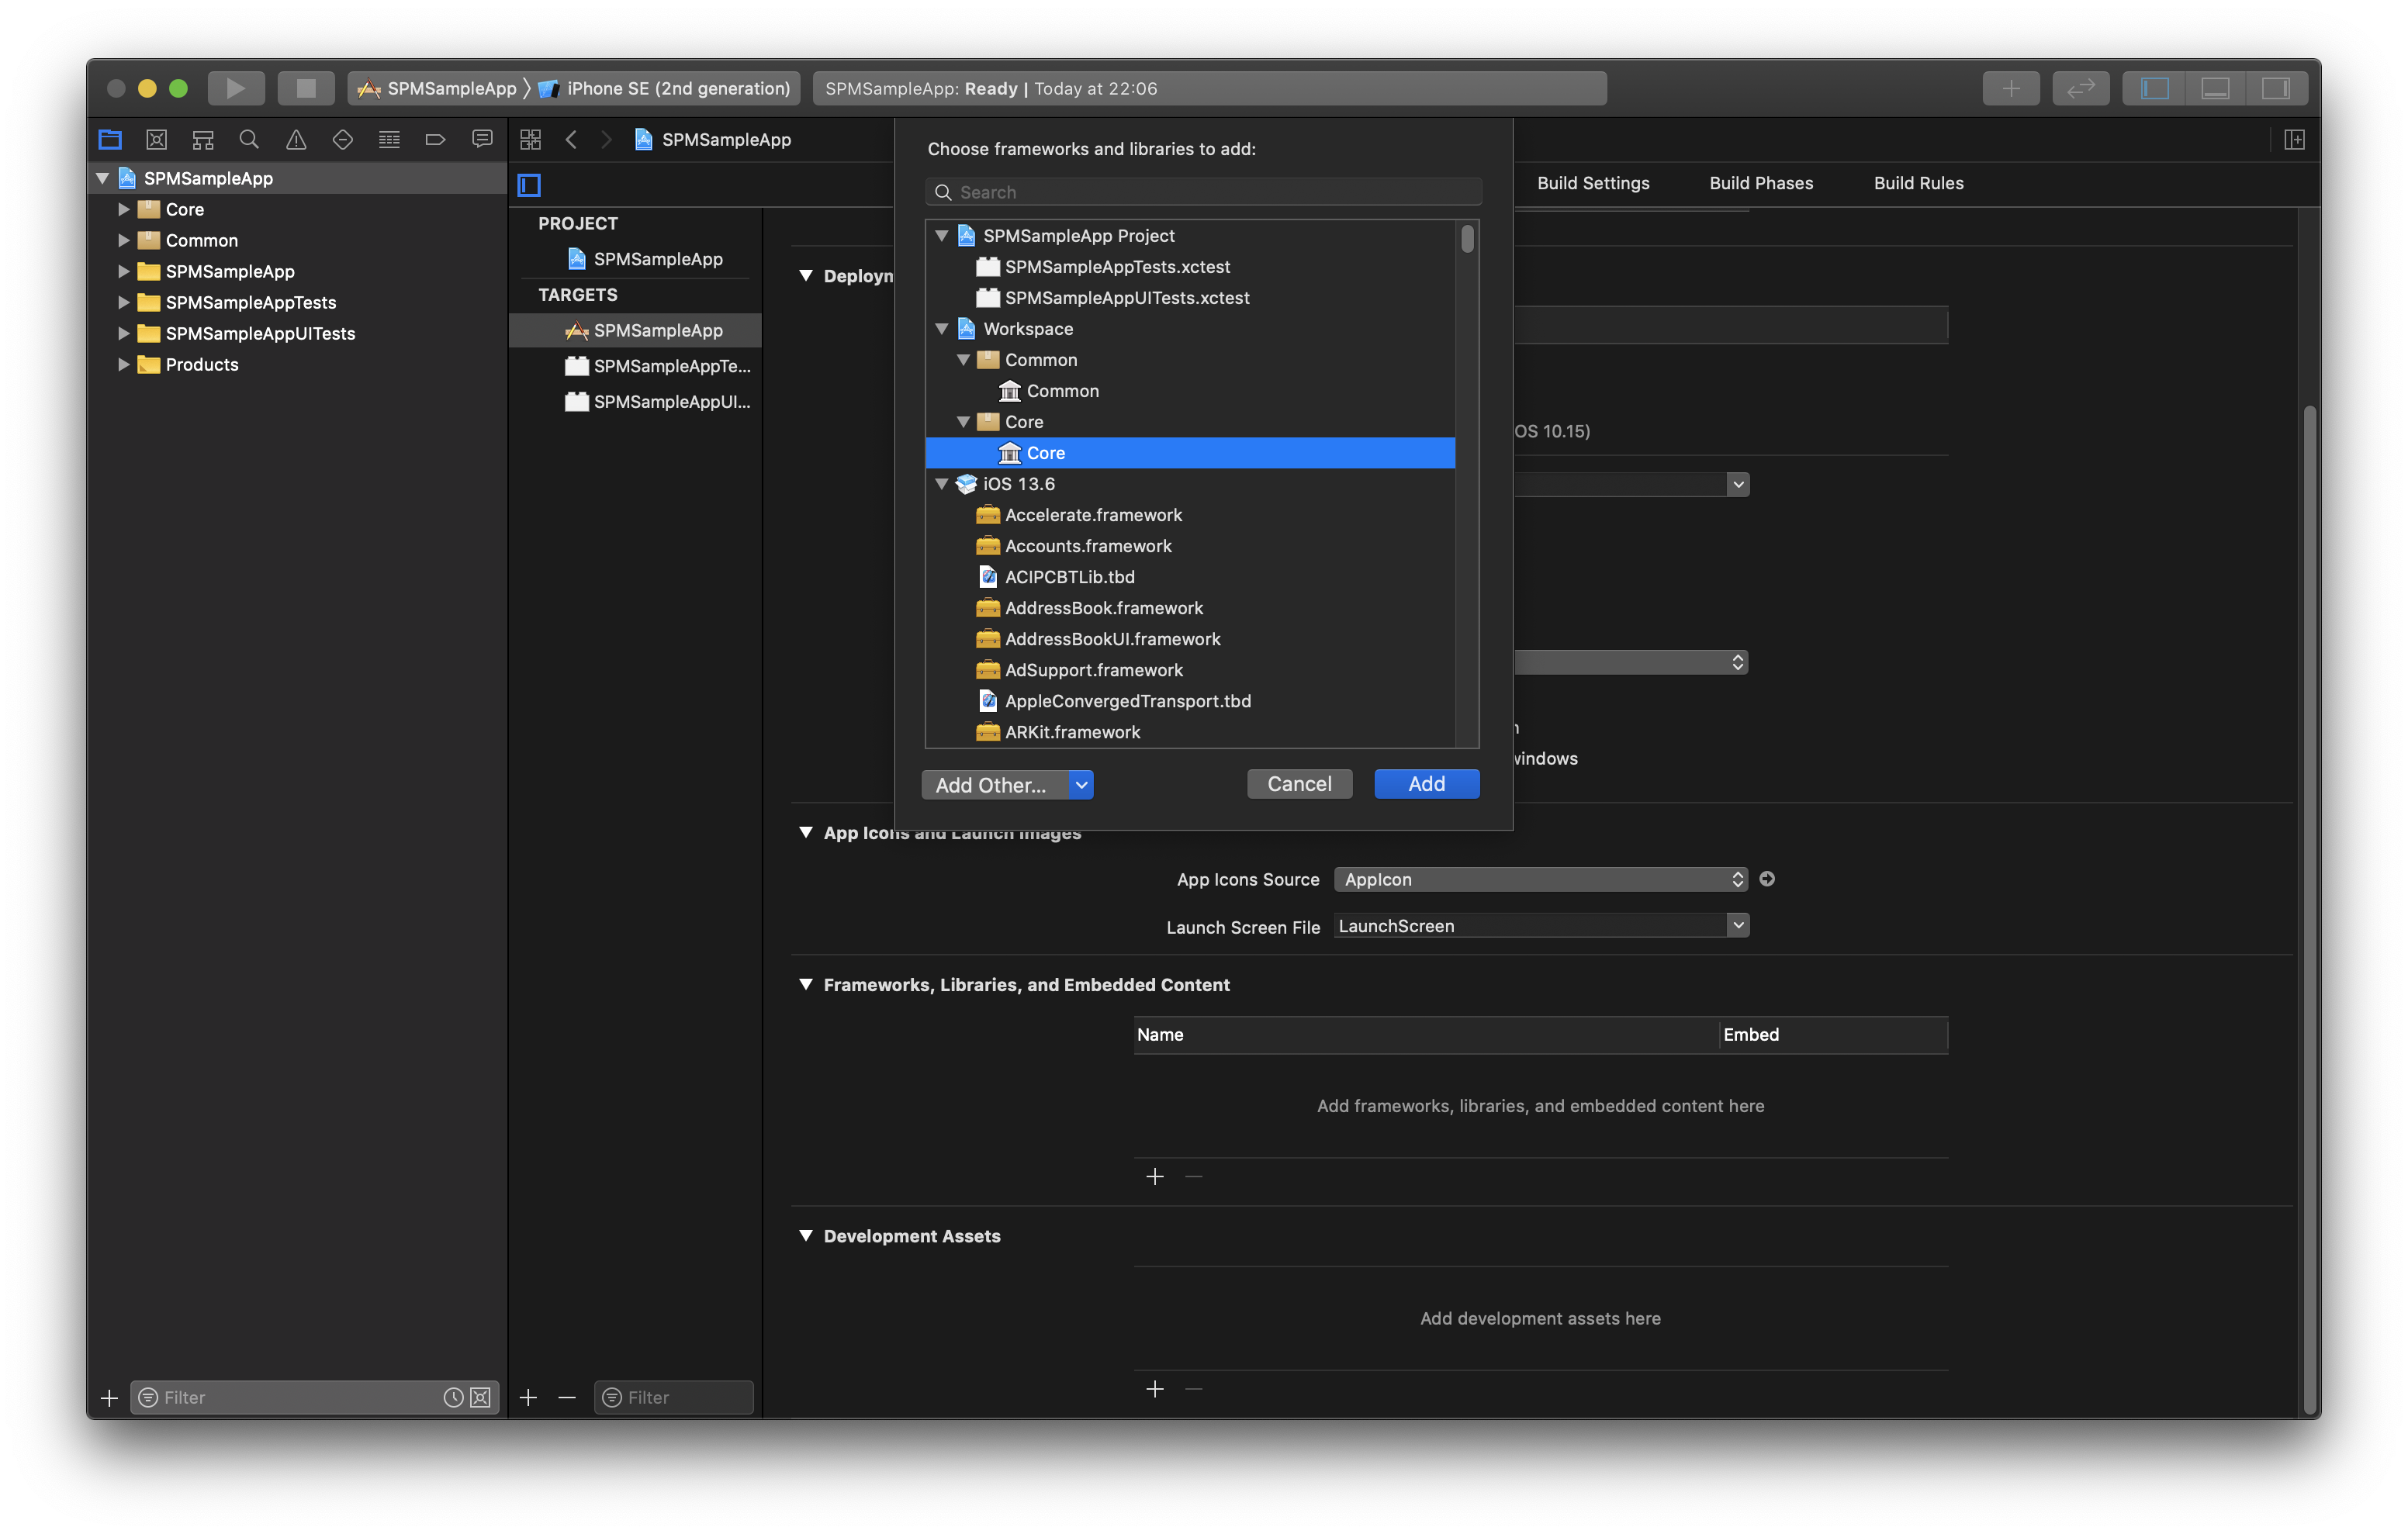 SPMSampleApp
iPhone SE (2nd generation)
SPMSampleApp: Ready | Today at 22:06
SPMSampleApp
Core
Common
SPMSampleApp
SPMSampleAppTests
SPMSampleAppUITests
Products
Filter
SPMSampleApp
Build Settings
Build Phases
Build Rules
PROJECT
SPMSampleApp
TARGETS
SPMSampleApp
SPMSampleAppTe...
SPMSampleAppUI...
Filter
Choose frameworks and libraries to add:
Search
SPMSampleApp Project
SPMSampleAppTests.xctest
SPMSampleAppUITests.xctest
Workspace
Common
Common
Core
Core
iOS 13.6
Accelerate.framework
Accounts.framework
ACIPCBTLib.tbd
AddressBook.framework
AddressBookUI.framework
AdSupport.framework
AppleConvergedTransport.tbd
ARKit.framework
Add Other...
Cancel
Add
Deployn
OS 10.15)
windows
App Icons and Launch Images
App Icons Source
AppIcon
Launch Screen File
LaunchScreen
Frameworks, Libraries, and Embedded Content
Name
Embed
Add frameworks, libraries, and embedded content here
Development Assets
Add development assets here